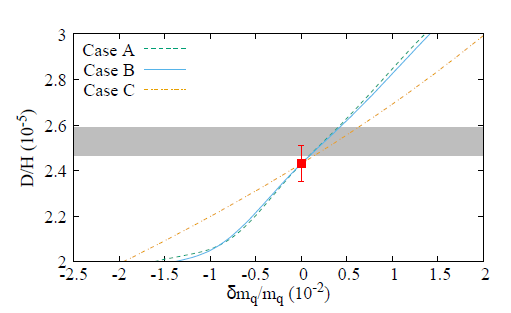 3
2.8
2.6
2.4
2.2
2
D/H (10^-5)
Case A
Case B
Case C
-2.5 -2 -1.5 -1 -0.5 0 0.5 1 1.5 2
δm_q/m_q (10^-2)